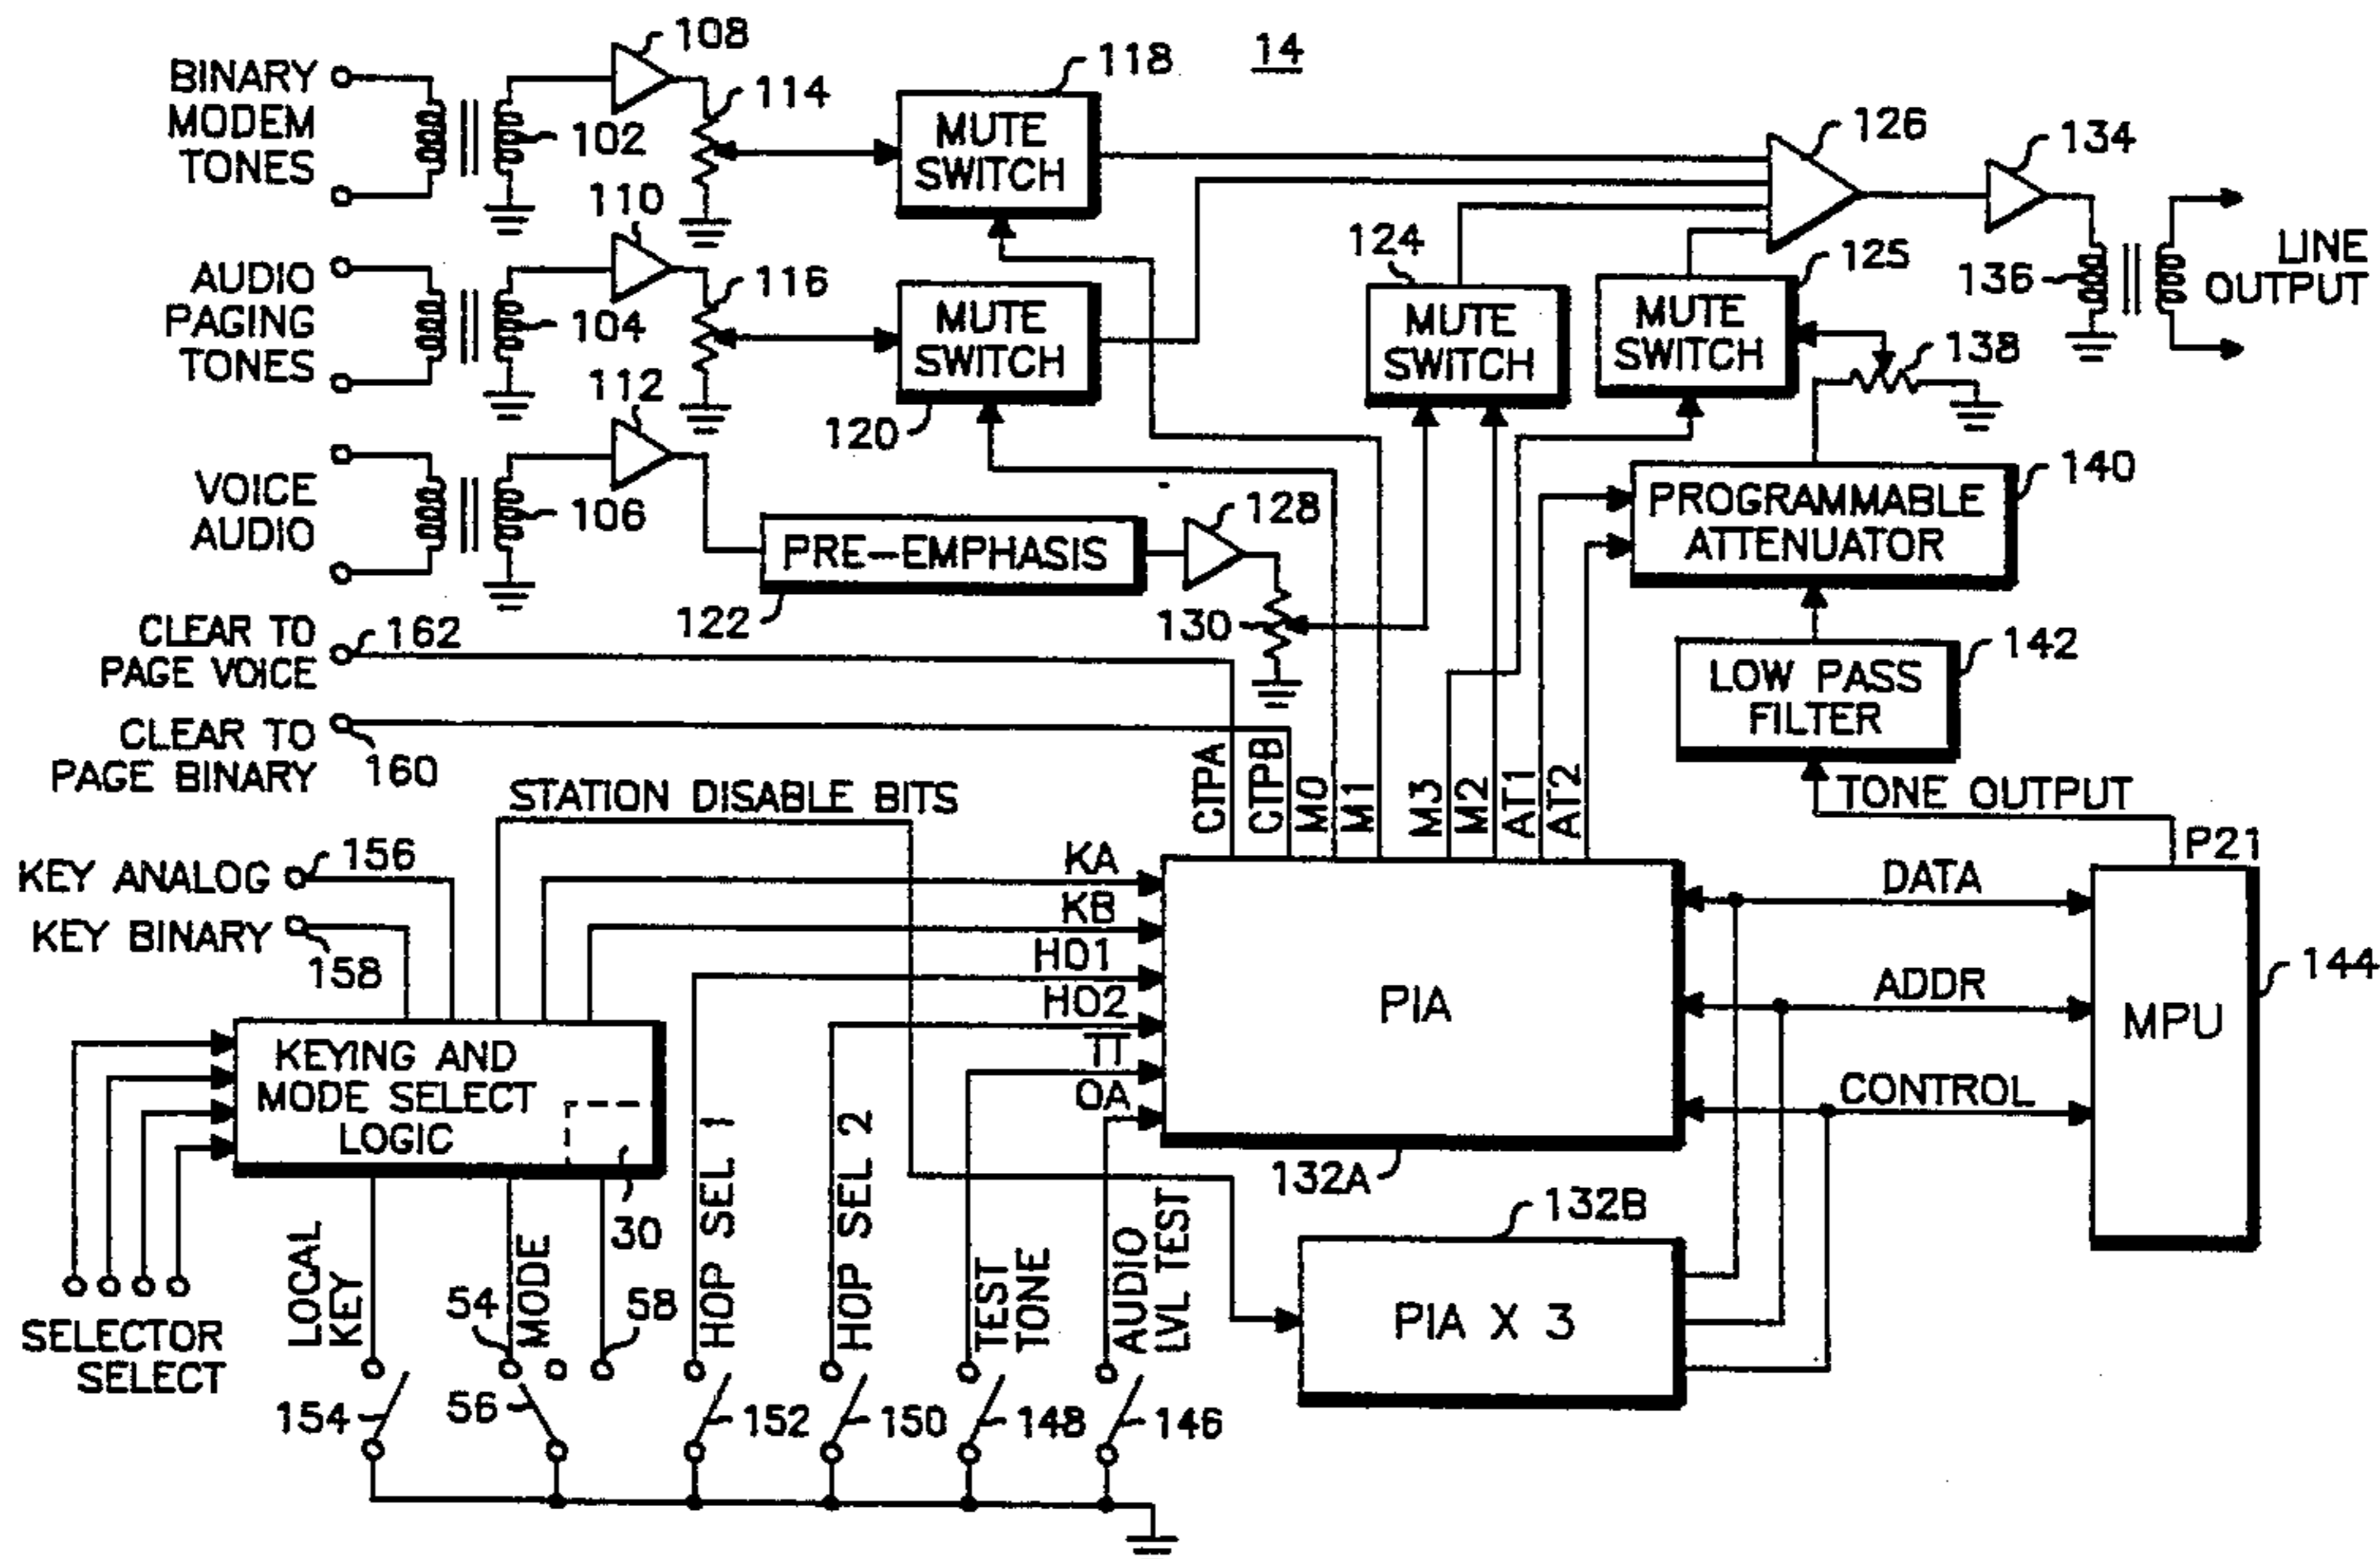 14
BINARY
MODEM
TONES
102
108
114
MUTE
SWITCH
118
126
134
136
LINE
OUTPUT
AUDIO
PAGING
TONES
104
110
116
MUTE
SWITCH
120
124
MUTE
SWITCH
125
MUTE
SWITCH
138
VOICE
AUDIO
106
112
PRE-EMPHASIS
122
128
130
PROGRAMMABLE
ATTENUATOR
140
LOW PASS
FILTER
142
TONE OUTPUT
P21
CLEAR TO
PAGE VOICE
162
CLEAR TO
PAGE BINARY
160
STATION DISABLE BITS
CTPA
CTPB
M0
M1
M3
M2
AT1
AT2
KEY ANALOG
156
KEY BINARY
158
KA
KB
HO1
HO2
TT
OA
PIA
132A
DATA
ADDR
CONTROL
MPU
144
KEYING AND
MODE SELECT
LOGIC
30
SELECTOR
SELECT
LOCAL
KEY
54
MODE
58
HOP SEL 1
HOP SEL 2
TEST
TONE
AUDIO
LVL TEST
132B
PIA X 3
154
56
152
150
148
146